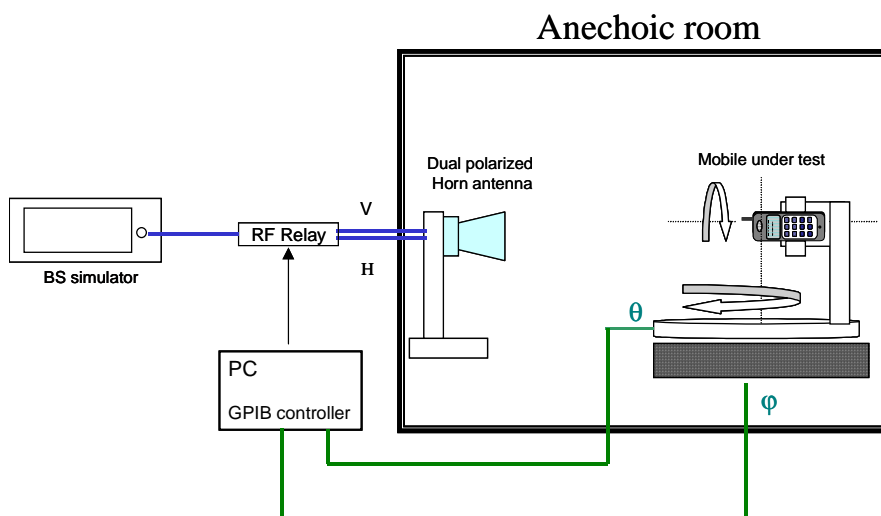 Anechoic room
Dual polarized
Horn antenna
Mobile under test
V
RF Relay
H
BS simulator
θ
PC
GPIB controller
φ